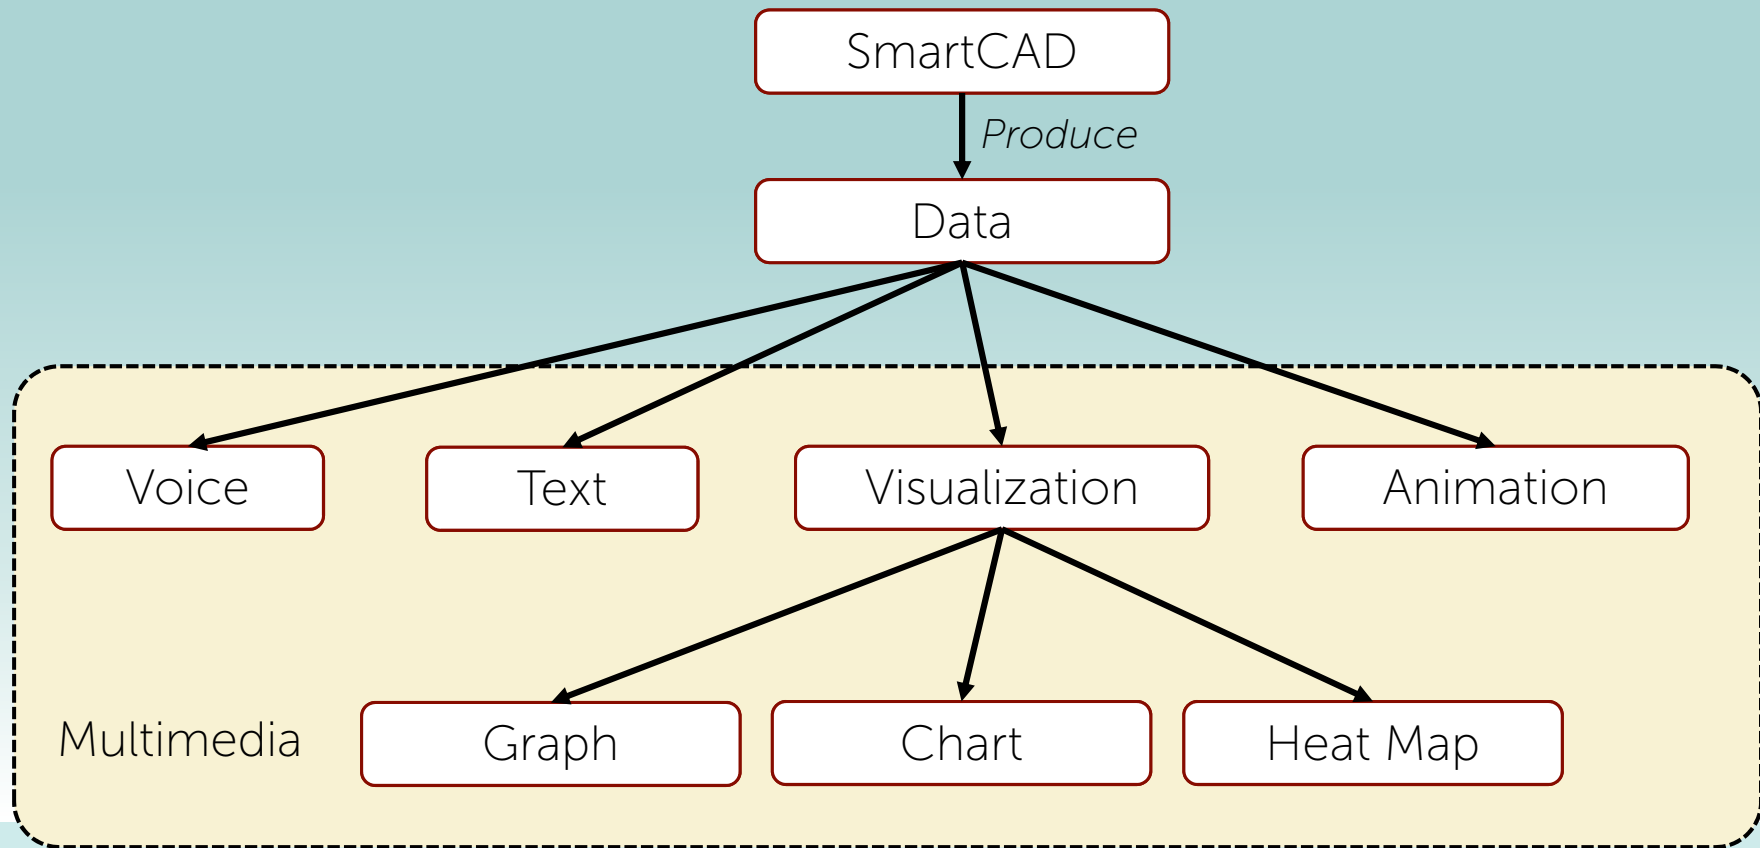 SmartCAD
Produce
Data
Voice
Text
Visualization
Animation
Multimedia
Graph
Chart
Heat Map